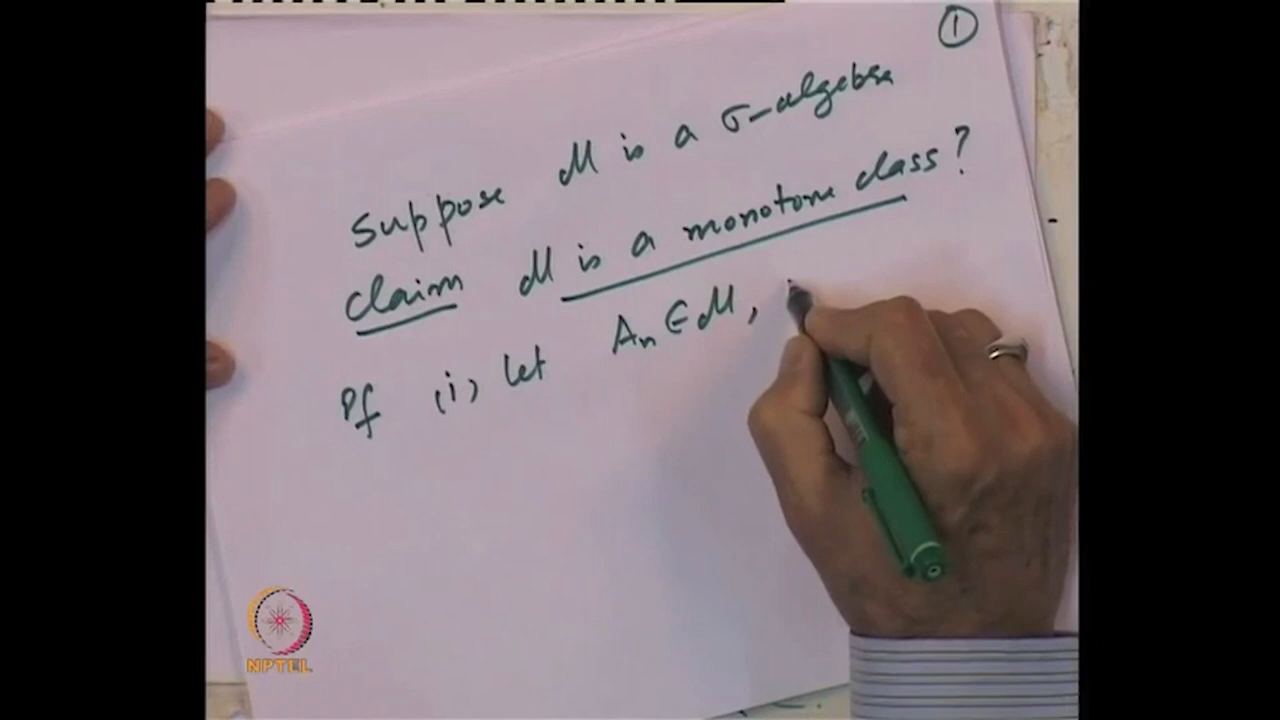 ①
Suppose M is a σ-algebra
Claim M is a monotone class?
Pf (i) let An ∈ M,
NPTEL